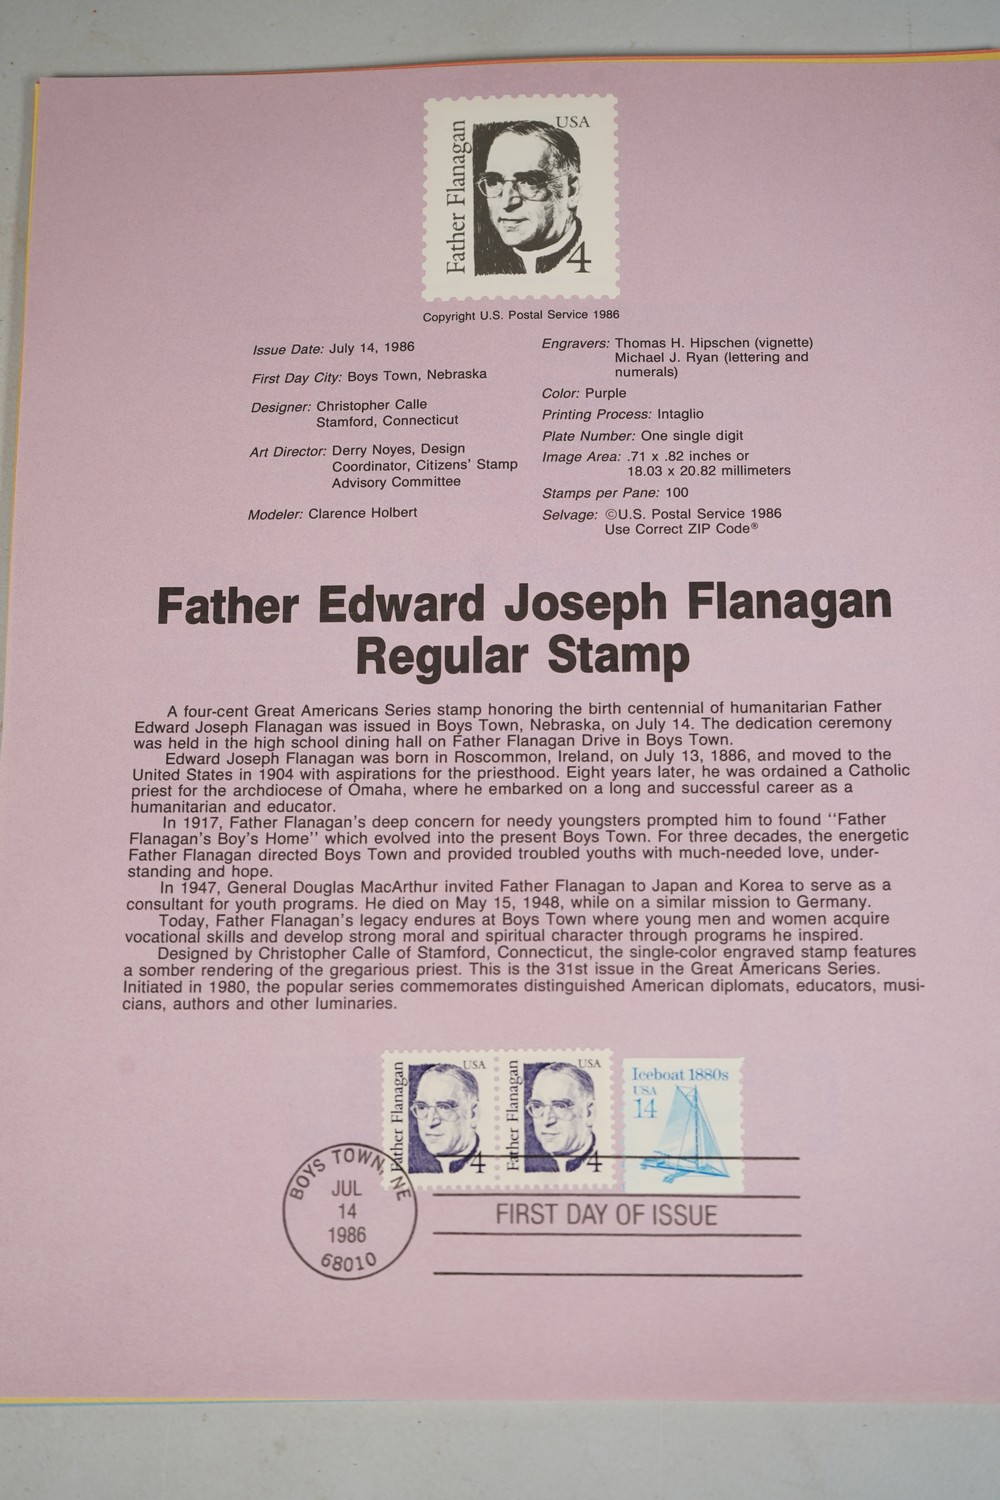 Father Flanagan
USA
4
Copyright U.S. Postal Service 1986
Issue Date: July 14, 1986
First Day City: Boys Town, Nebraska
Designer: Christopher Calle
Stamford, Connecticut
Art Director: Derry Noyes, Design
Coordinator, Citizens' Stamp
Advisory Committee
Modeler: Clarence Holbert
Engravers: Thomas H. Hipschen (vignette)
Michael J. Ryan (lettering and
numerals)
Color: Purple
Printing Process: Intaglio
Plate Number: One single digit
Image Area: .71 x .82 inches or
18.03 x 20.82 millimeters
Stamps per Pane: 100
Selvage: ©U.S. Postal Service 1986
Use Correct ZIP Code®
Father Edward Joseph Flanagan
Regular Stamp
A four-cent Great Americans Series stamp honoring the birth centennial of humanitarian Father
Edward Joseph Flanagan was issued in Boys Town, Nebraska, on July 14. The dedication ceremony
was held in the high school dining hall on Father Flanagan Drive in Boys Town.
Edward Joseph Flanagan was born in Roscommon, Ireland, on July 13, 1886, and moved to the
United States in 1904 with aspirations for the priesthood. Eight years later, he was ordained a Catholic
priest for the archdiocese of Omaha, where he embarked on a long and successful career as a
humanitarian and educator.
In 1917, Father Flanagan's deep concern for needy youngsters prompted him to found "Father
Flanagan's Boy's Home" which evolved into the present Boys Town. For three decades, the energetic
Father Flanagan directed Boys Town and provided troubled youths with much-needed love, under-
standing and hope.
In 1947, General Douglas MacArthur invited Father Flanagan to Japan and Korea to serve as a
consultant for youth programs. He died on May 15, 1948, while on a similar mission to Germany.
Today, Father Flanagan's legacy endures at Boys Town where young men and women acquire
vocational skills and develop strong moral and spiritual character through programs he inspired.
Designed by Christopher Calle of Stamford, Connecticut, the single-color engraved stamp features
a somber rendering of the gregarious priest. This is the 31st issue in the Great Americans Series.
Initiated in 1980, the popular series commemorates distinguished American diplomats, educators, musi-
cians, authors and other luminaries.
Father Flanagan
USA
4
Father Flanagan
USA
4
Iceboat 1880s
USA
14
BOYS TOWN, NE
JUL
14
1986
68010
FIRST DAY OF ISSUE